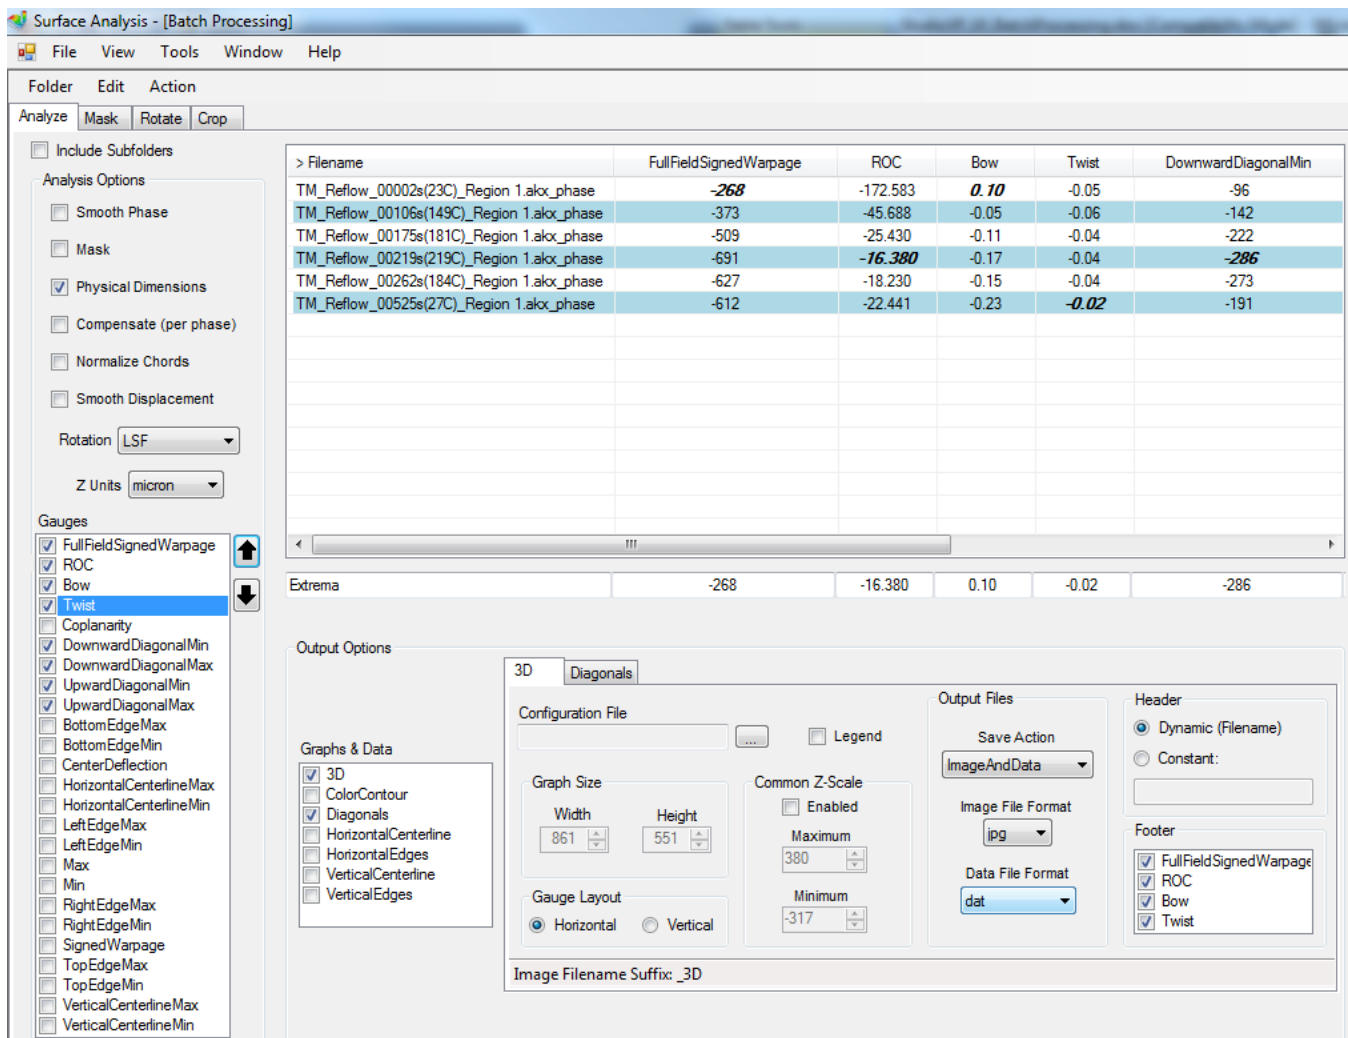 Surface Analysis - [Batch Processing]
File View Tools Window Help
Folder Edit Action
Analyze Mask Rotate Crop
Include Subfolders
Analysis Options
Smooth Phase
Mask
Physical Dimensions
Compensate (per phase)
Normalize Chords
Smooth Displacement
Rotation LSF
Z Units micron
Gauges
FullFieldSignedWarpage
ROC
Bow
Twist
Coplanarity
DownwardDiagonalMin
DownwardDiagonalMax
UpwardDiagonalMin
UpwardDiagonalMax
BottomEdgeMax
BottomEdgeMin
CenterDeflection
HorizontalCenterlineMax
HorizontalCenterlineMin
LeftEdgeMax
LeftEdgeMin
Max
Min
RightEdgeMax
RightEdgeMin
SignedWarpage
TopEdgeMax
TopEdgeMin
VerticalCenterlineMax
VerticalCenterlineMin
> Filename FullFieldSignedWarpage ROC Bow Twist DownwardDiagonalMin
TM_Reflow_00002s(23C)_Region 1.akx_phase -268 -172.583 0.10 -0.05 -96
TM_Reflow_00106s(149C)_Region 1.akx_phase -373 -45.688 -0.05 -0.06 -142
TM_Reflow_00175s(181C)_Region 1.akx_phase -509 -25.430 -0.11 -0.04 -222
TM_Reflow_00219s(219C)_Region 1.akx_phase -691 -16.380 -0.17 -0.04 -286
TM_Reflow_00262s(184C)_Region 1.akx_phase -627 -18.230 -0.15 -0.04 -273
TM_Reflow_00525s(27C)_Region 1.akx_phase -612 -22.441 -0.23 -0.02 -191
Extrema -268 -16.380 0.10 -0.02 -286
Output Options
Graphs & Data
3D
ColorContour
Diagonals
HorizontalCenterline
HorizontalEdges
VerticalCenterline
VerticalEdges
3D Diagonals
Configuration File
... Legend
Graph Size
Width Height
861 551
Gauge Layout
Horizontal Vertical
Common Z-Scale
Enabled
Maximum
380
Minimum
-317
Output Files
Save Action
ImageAndData
Image File Format
jpg
Data File Format
dat
Header
Dynamic (Filename)
Constant:
Footer
FullFieldSignedWarpage
ROC
Bow
Twist
Image Filename Suffix: _3D